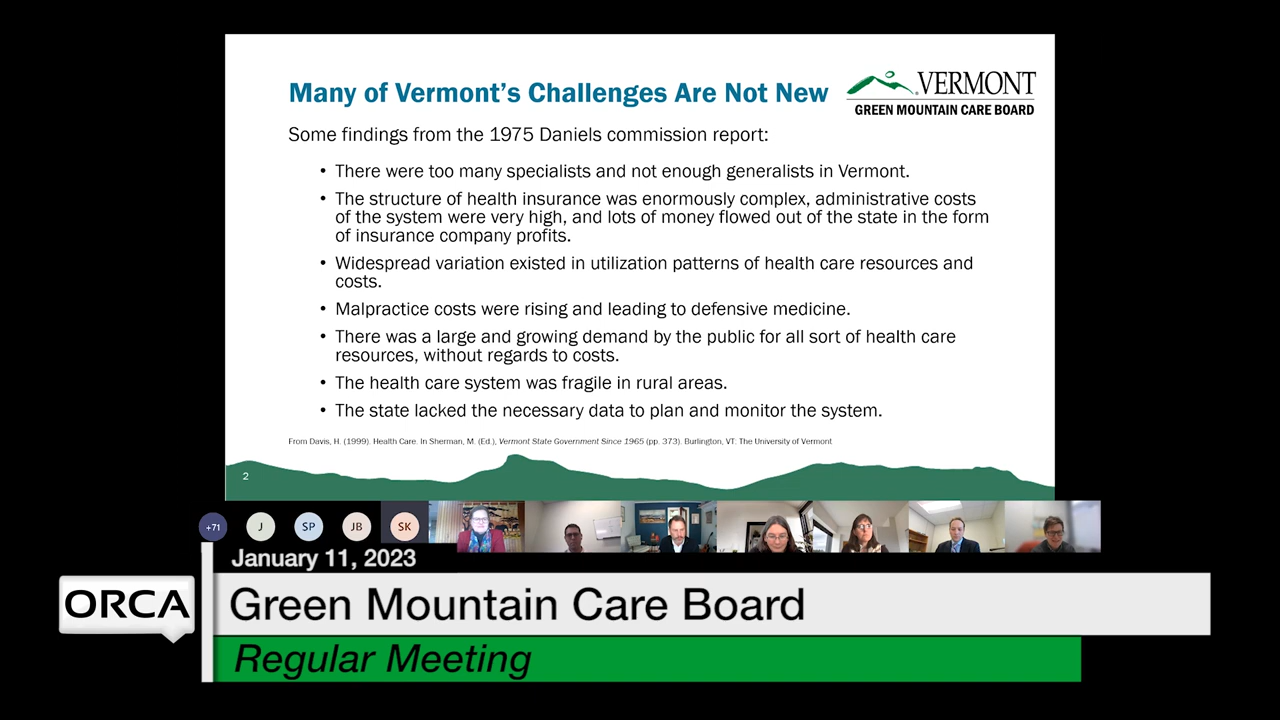 Many of Vermont's Challenges Are Not New
VERMONT
GREEN MOUNTAIN CARE BOARD
Some findings from the 1975 Daniels commission report:
• There were too many specialists and not enough generalists in Vermont.
• The structure of health insurance was enormously complex, administrative costs
of the system were very high, and lots of money flowed out of the state in the form
of insurance company profits.
• Widespread variation existed in utilization patterns of health care resources and
costs.
• Malpractice costs were rising and leading to defensive medicine.
• There was a large and growing demand by the public for all sort of health care
resources, without regards to costs.
• The health care system was fragile in rural areas.
• The state lacked the necessary data to plan and monitor the system.
From Davis, H. (1999). Health Care. In Sherman, M. (Ed.), Vermont State Government Since 1965 (pp. 373). Burlington, VT: The University of Vermont
2
+71
J
SP
JB
SK
January 11, 2023
ORCA
Green Mountain Care Board
Regular Meeting